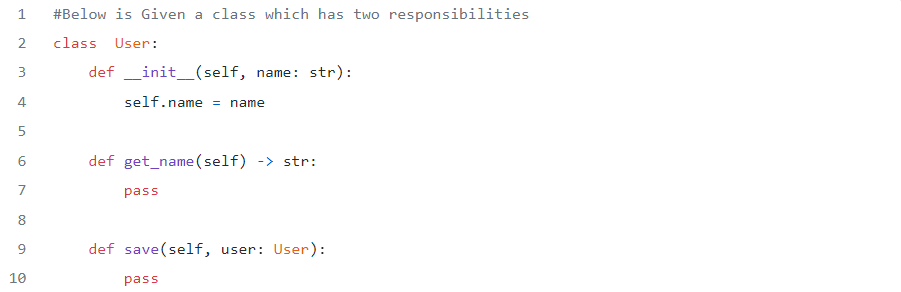 1 #Below is Given a class which has two responsibilities
2 class  User:
3     def __init__(self, name: str):
4         self.name = name
5
6     def get_name(self) -> str:
7         pass
8
9     def save(self, user: User):
10         pass